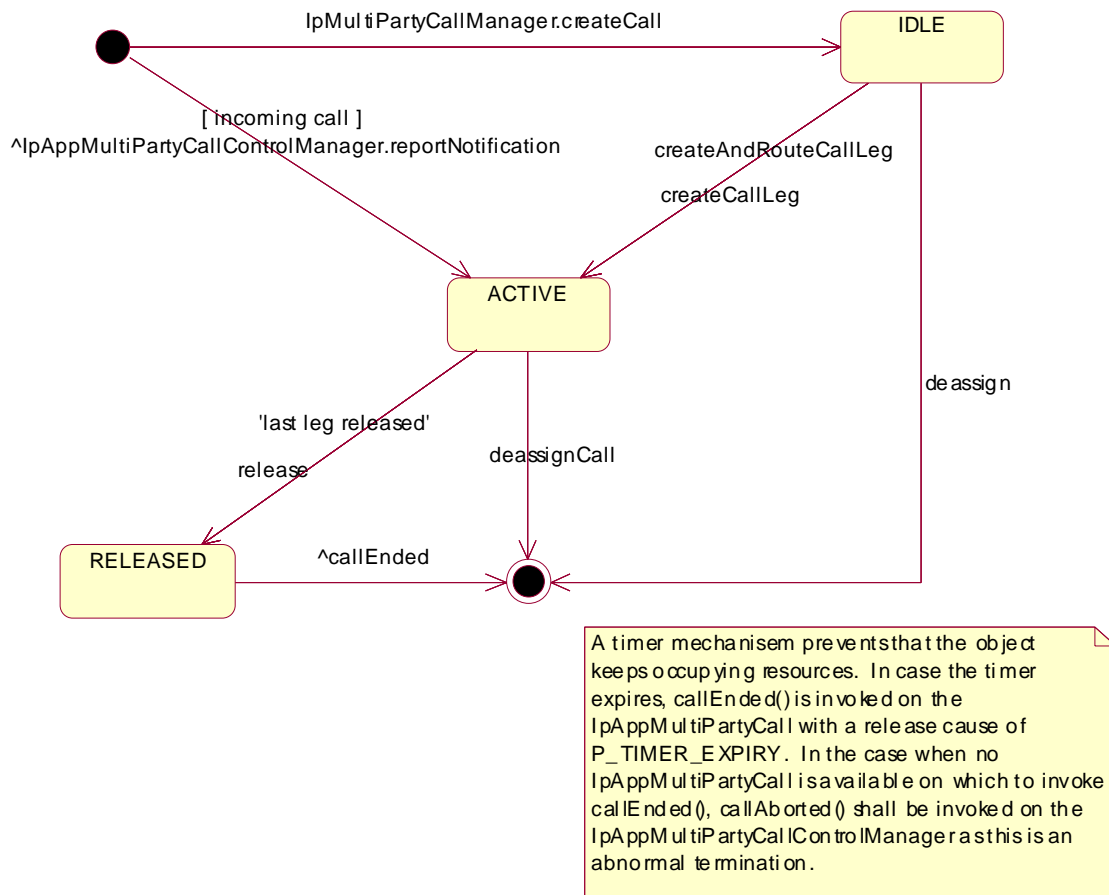 IpMultiPartyCallManager.createCall
IDLE
[ incoming call ]
^IpAppMultiPartyCallControlManager.reportNotification
createAndRouteCallLeg
createCallLeg
ACTIVE
deassign
'last leg released'
deassignCall
release
RELEASED
^callEnded
A timer mechanisem prevents that the object
keeps occupying resources. In case the timer
expires, callEnded() is invoked on the
IpAppMultiPartyCall with a release cause of
P_TIMER_EXPIRY. In the case when no
IpAppMultiPartyCall is available on which to invoke
callEnded(), callAborted() shall be invoked on the
IpAppMultiPartyCallControlManager as this is an
abnormal termination.